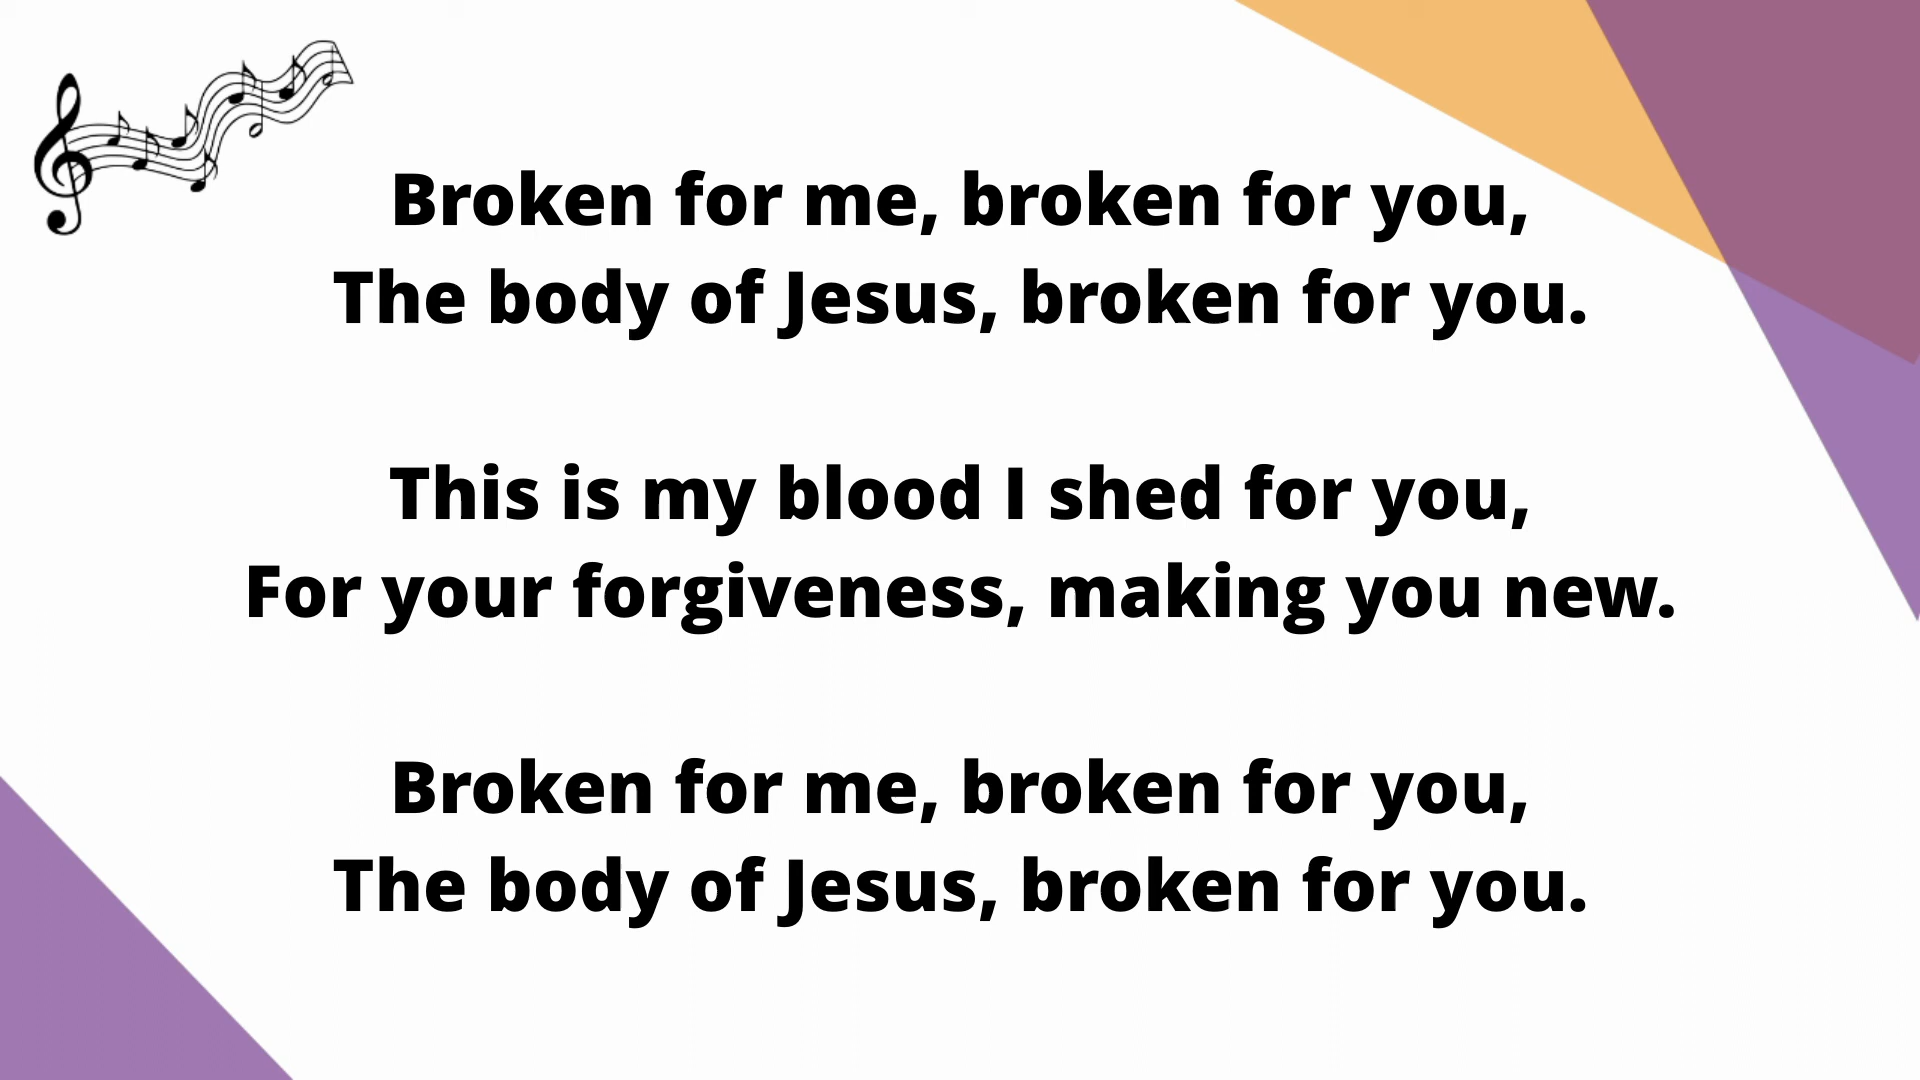 Broken for me, broken for you,
The body of Jesus, broken for you.
This is my blood I shed for you,
For your forgiveness, making you new.
Broken for me, broken for you,
The body of Jesus, broken for you.